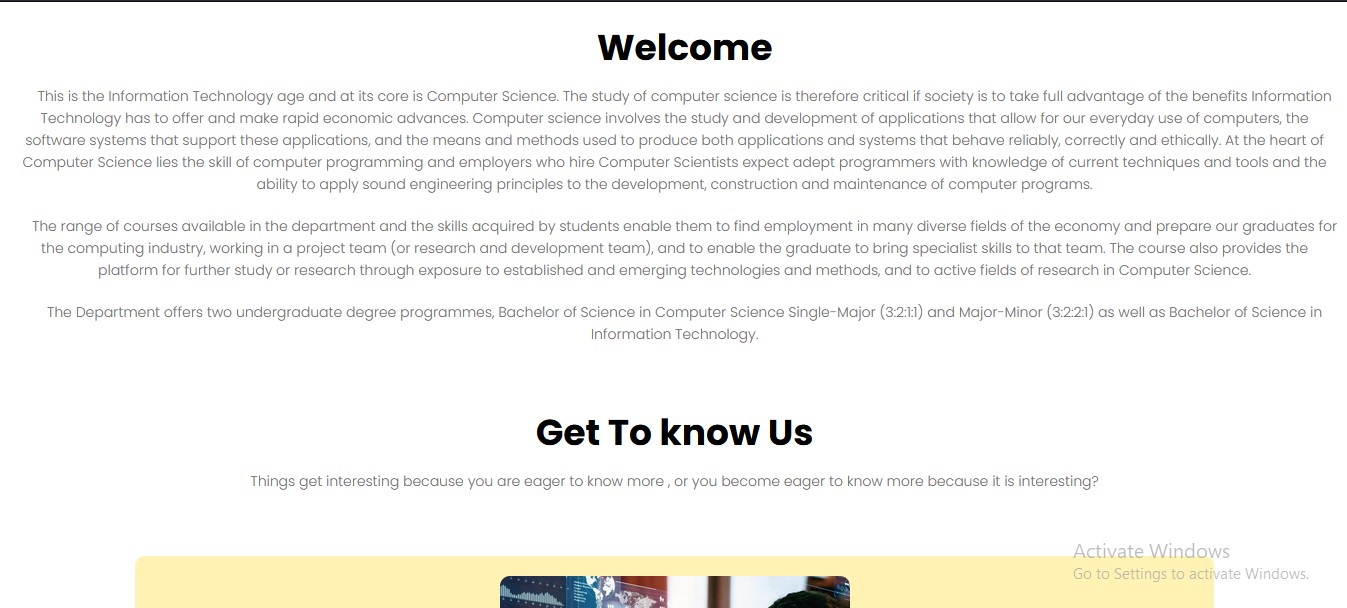 Welcome
This is the Information Technology age and at its core is Computer Science. The study of computer science is therefore critical if society is to take full advantage of the benefits Information
Technology has to offer and make rapid economic advances. Computer science involves the study and development of applications that allow for our everyday use of computers, the
software systems that support these applications, and the means and methods used to produce both applications and systems that behave reliably, correctly and ethically. At the heart of
Computer Science lies the skill of computer programming and employers who hire Computer Scientists expect adept programmers with knowledge of current techniques and tools and the
ability to apply sound engineering principles to the development, construction and maintenance of computer programs.
The range of courses available in the department and the skills acquired by students enable them to find employment in many diverse fields of the economy and prepare our graduates for
the computing industry, working in a project team (or research and development team), and to enable the graduate to bring specialist skills to that team. The course also provides the
platform for further study or research through exposure to established and emerging technologies and methods, and to active fields of research in Computer Science.
The Department offers two undergraduate degree programmes, Bachelor of Science in Computer Science Single-Major (3:2:1:1) and Major-Minor (3:2:2:1) as well as Bachelor of Science in
Information Technology.
Get To know Us
Things get interesting because you are eager to know more , or you become eager to know more because it is interesting?
Activate Windows
Go to Settings to activate Windows.